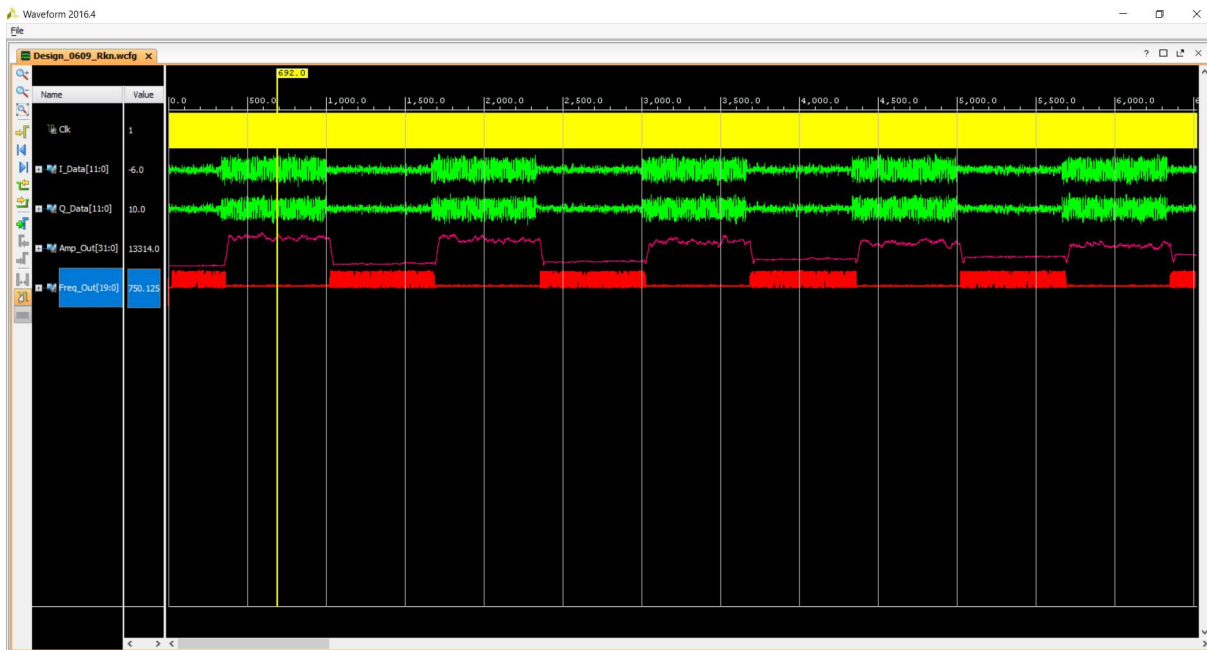 Waveform 2016.4
File
Design_0609_Rkn.wcfg
692.0
Name Value
0.0 500.0 1,000.0 1,500.0 2,000.0 2,500.0 3,000.0 3,500.0 4,000.0 4,500.0 5,000.0 5,500.0 6,000.0
Clk 1
I_Data[11:0] -6.0
Q_Data[11:0] 10.0
Amp_Out[31:0] 13314.0
Freq_Out[19:0] 750.125